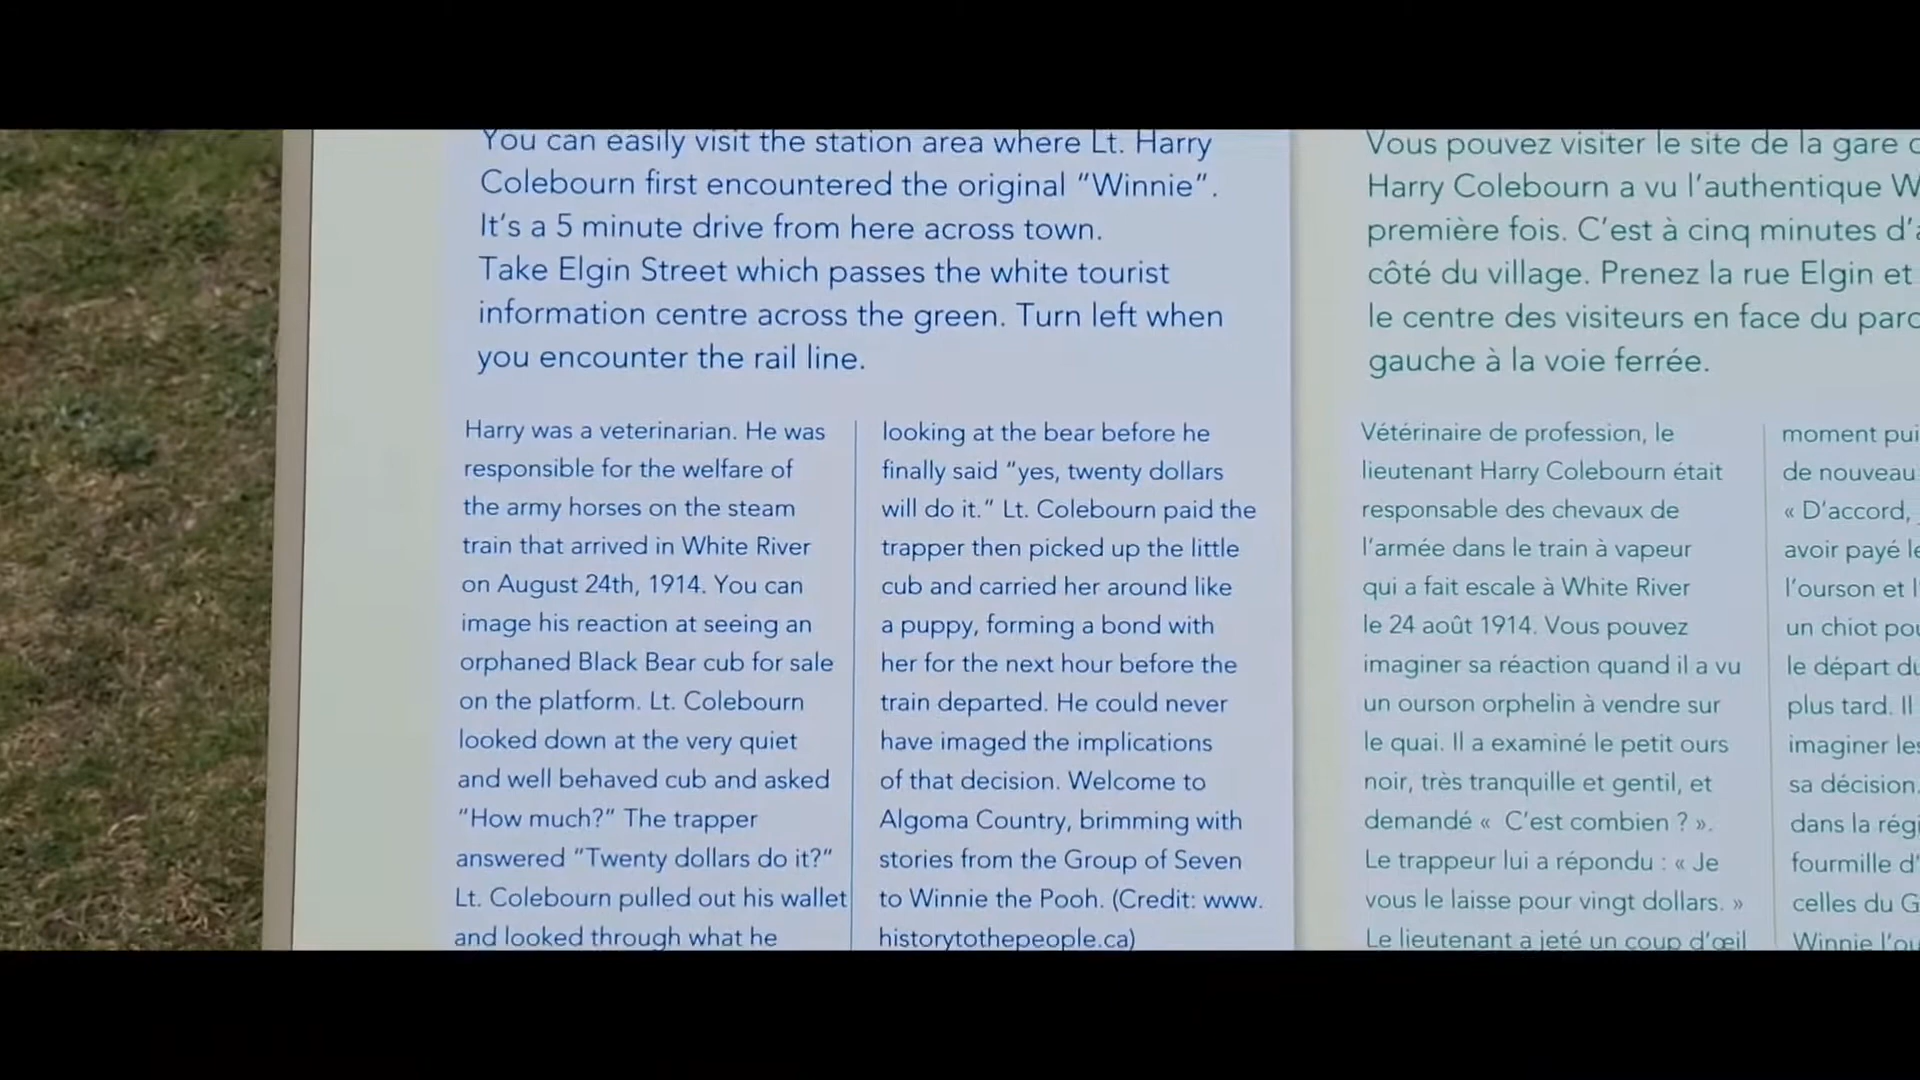 You can easily visit the station area where Lt. Harry
Colebourn first encountered the original “Winnie”.
It’s a 5 minute drive from here across town.
Take Elgin Street which passes the white tourist
information centre across the green. Turn left when
you encounter the rail line.
Harry was a veterinarian. He was
responsible for the welfare of
the army horses on the steam
train that arrived in White River
on August 24th, 1914. You can
image his reaction at seeing an
orphaned Black Bear cub for sale
on the platform. Lt. Colebourn
looked down at the very quiet
and well behaved cub and asked
“How much?” The trapper
answered “Twenty dollars do it?”
Lt. Colebourn pulled out his wallet
and looked through what he
looking at the bear before he
finally said “yes, twenty dollars
will do it.” Lt. Colebourn paid the
trapper then picked up the little
cub and carried her around like
a puppy, forming a bond with
her for the next hour before the
train departed. He could never
have imaged the implications
of that decision. Welcome to
Algoma Country, brimming with
stories from the Group of Seven
to Winnie the Pooh. (Credit: www.
historytothepeople.ca)
Vous pouvez visiter le site de la gare
Harry Colebourn a vu l’authentique
première fois. C’est à cinq minutes
côté du village. Prenez la rue Elgin et
le centre des visiteurs en face du
gauche à la voie ferrée.
Vétérinaire de profession, le
lieutenant Harry Colebourn était
responsable des chevaux de
l’armée dans le train à vapeur
qui a fait escale à White River
le 24 août 1914. Vous pouvez
imaginer sa réaction quand il a vu
un ourson orphelin à vendre sur
le quai. Il a examiné le petit ours
noir, très tranquille et gentil, et
demandé « C’est combien ? ».
Le trappeur lui a répondu : « Je
vous le laisse pour vingt dollars. »
Le lieutenant a jeté un coup d’œil
moment
de nouveau
« D’accord,
avoir payé
l’ourson et
un chiot
le départ
plus tard. Il
imaginer
sa décision.
dans la
fourmille
celles du
Winnie